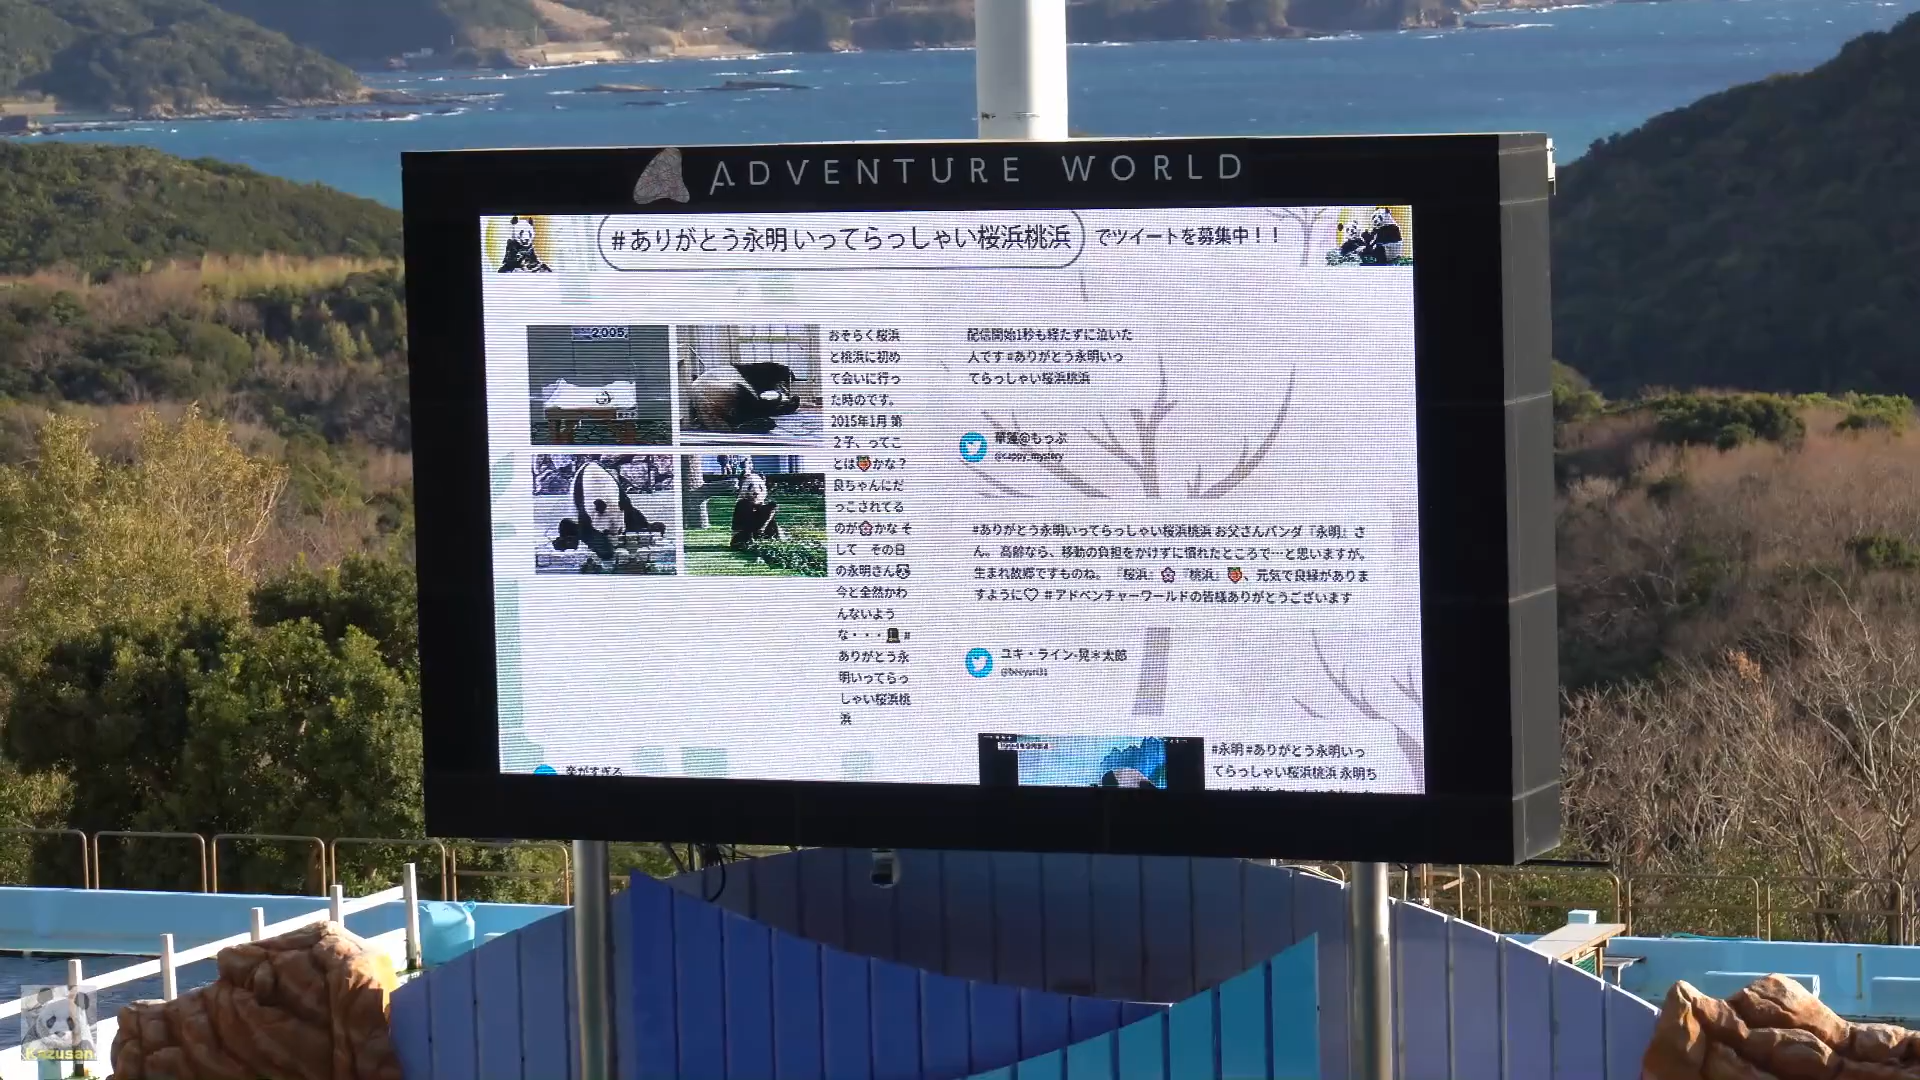 ADVENTURE WORLD
#ありがとう永明いってらっしゃい桜浜桃浜 でツイートを募集中！！
2005
おそらく桜浜
と桃浜に初め
て会いに行っ
た時のです。
2015年1月 第
2子、ってこ
とは🍑かな？
良ちゃんにだ
っこされてる
のが🌸かな そ
して その日
の永明さん🐼
今と全然かわ
んないよう
な・・・ #
ありがとう永
明いってらっ
しゃい桜浜桃
浜
配信開始1秒も経たずに泣いた
人です #ありがとう永明いっ
てらっしゃい桜浜桃浜
@もっぷ
#ありがとう永明いってらっしゃい桜浜桃浜 お父さんパンダ『永明』さ
ん。 高齢なら、移動の負担をかけずに慣れたところで…と思いますが。
生まれ故郷ですものね。 『桜浜』🌸『桃浜』🍑、元気で良縁がありま
すように♡ #アドベンチャーワールドの皆様ありがとうございます
ユキ・ライン-晃＊太郎
#永明 #ありがとう永明いっ
てらっしゃい桜浜桃浜 永明ち
Kazusan